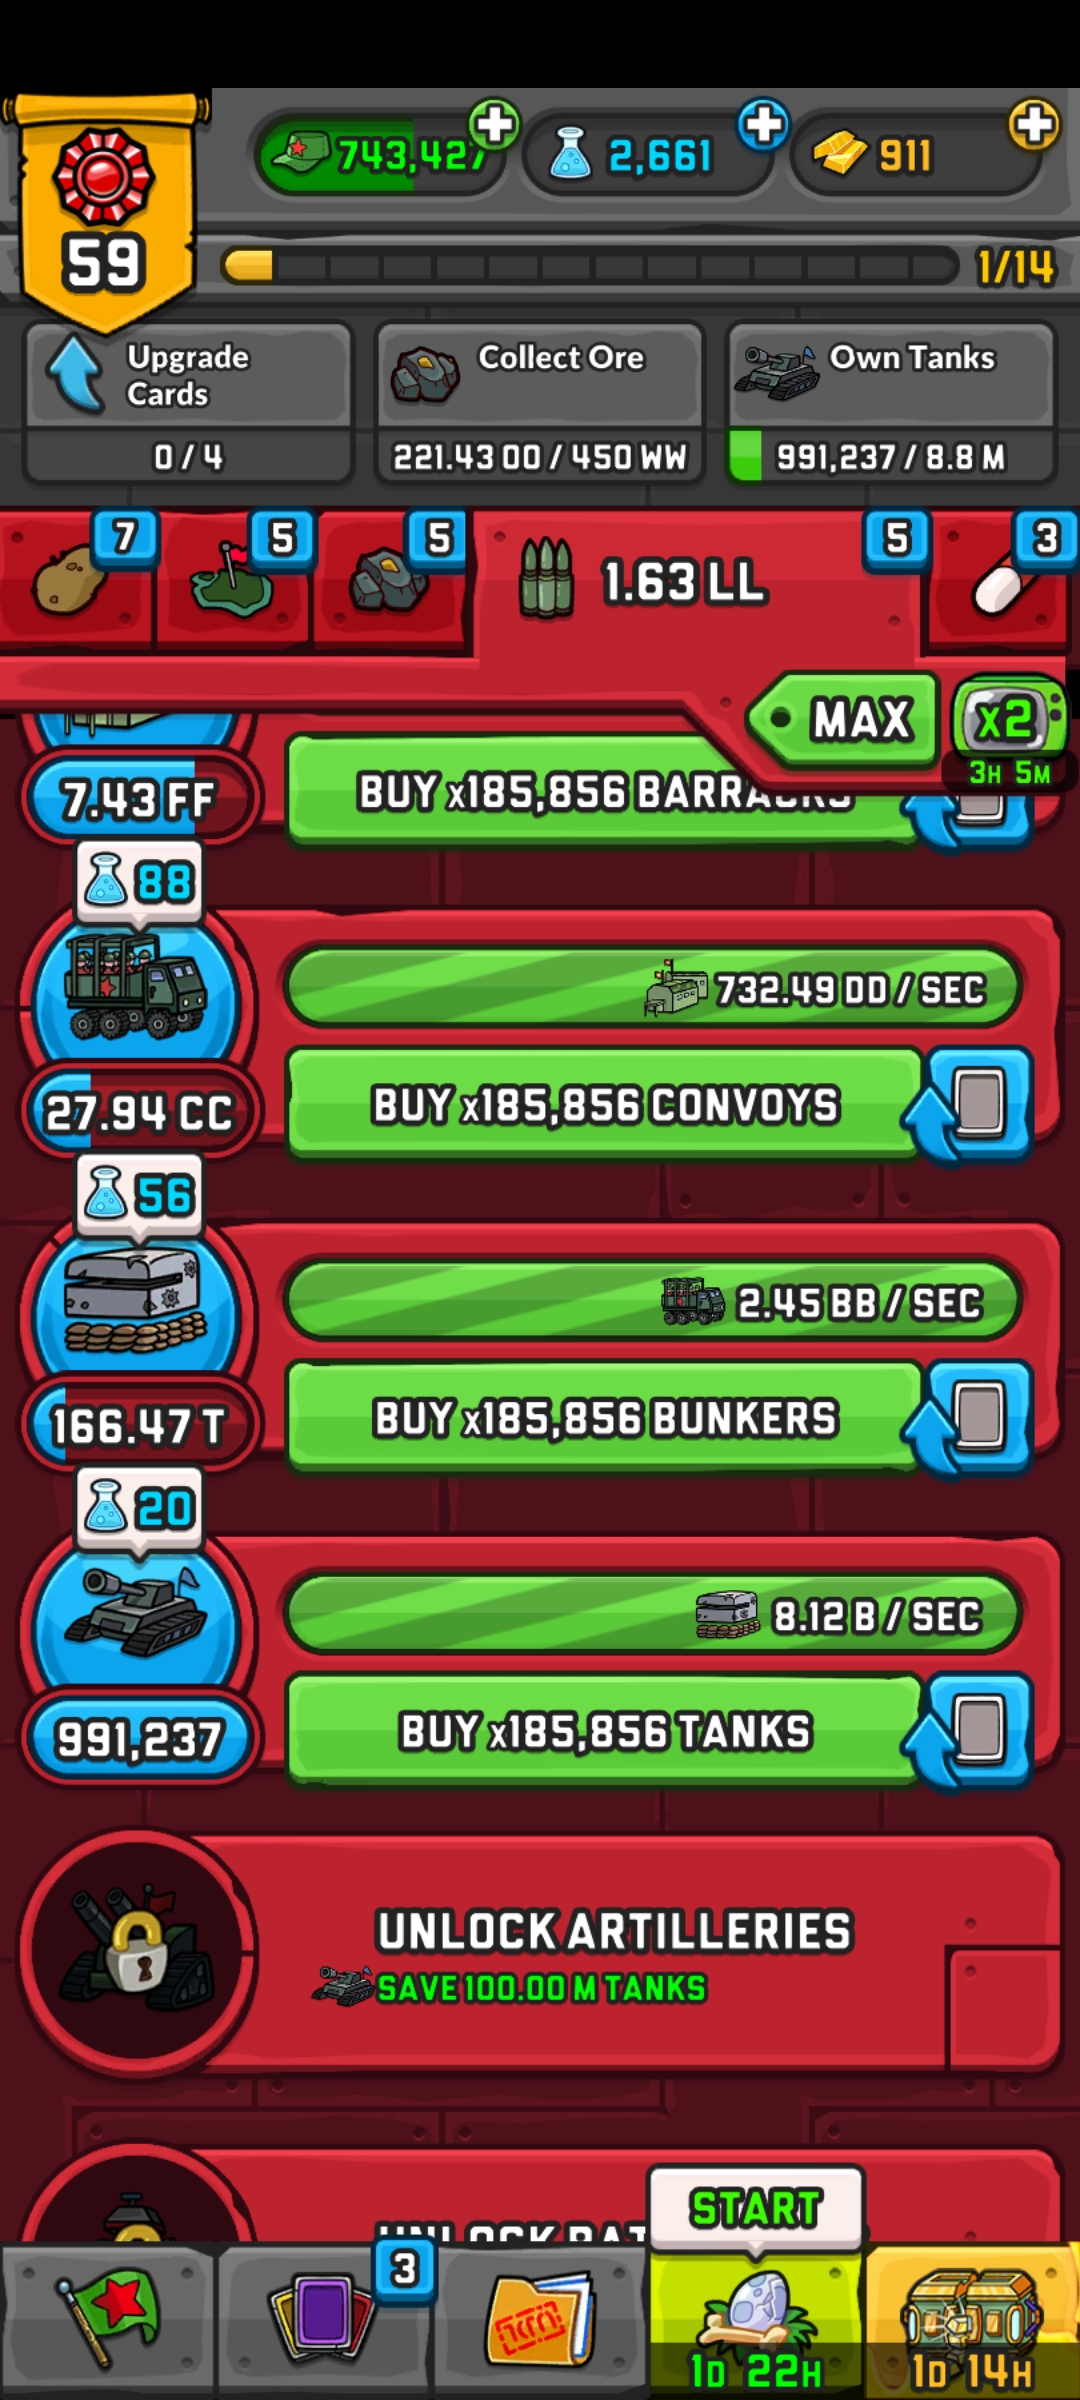 743,427
2,661
911
59
1/14
Upgrade Cards
Collect Ore
Own Tanks
0 / 4
221.43 OO / 450 WW
991,237 / 8.8 M
7
5
5
1.63 LL
5
3
MAX
x2
3H 5M
7.43 FF
BUY x185,856 BARRACKS
88
732.49 DD / SEC
27.94 CC
BUY x185,856 CONVOYS
56
2.45 BB / SEC
166.47 T
BUY x185,856 BUNKERS
20
8.12 B / SEC
991,237
BUY x185,856 TANKS
UNLOCK ARTILLERIES
SAVE 100.00 M TANKS
UNLOCK
START
3
1D 22H
1D 14H